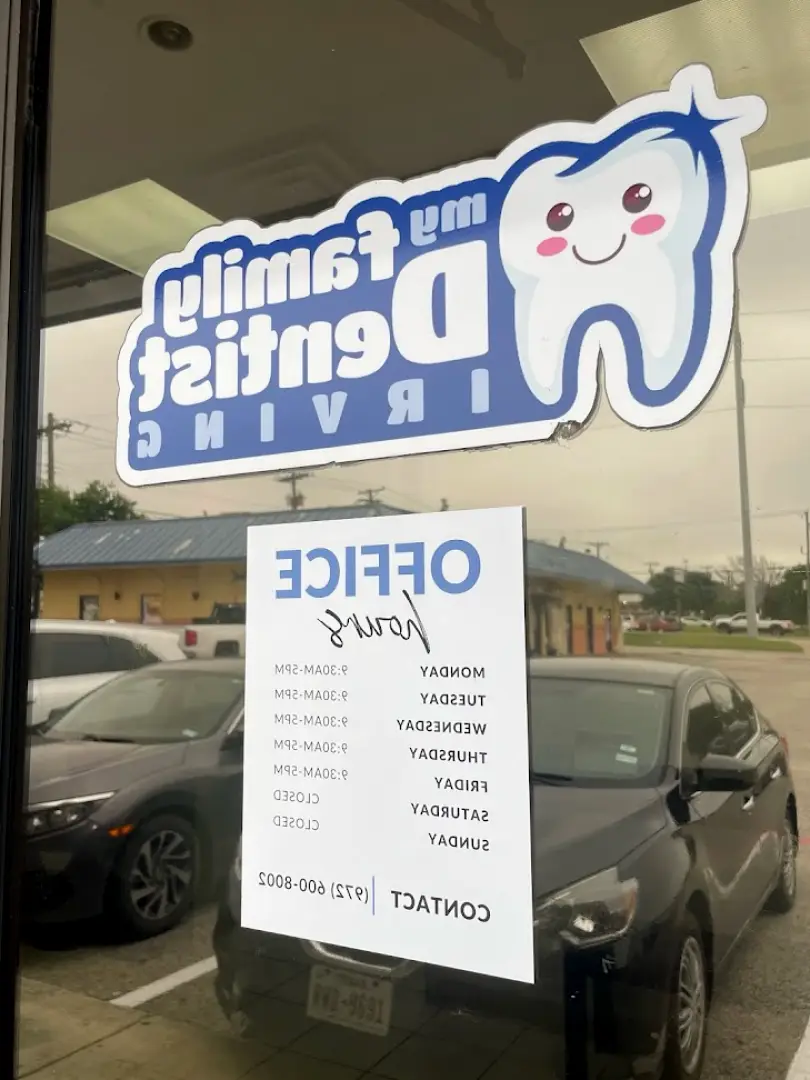 my family
Dentist
IRVING
OFFICE
hours
MONDAY 9:30AM-5PM
TUESDAY 9:30AM-5PM
WEDNESDAY 9:30AM-5PM
THURSDAY 9:30AM-5PM
FRIDAY 9:30AM-5PM
SATURDAY CLOSED
SUNDAY CLOSED
CONTACT | (972) 600-8002